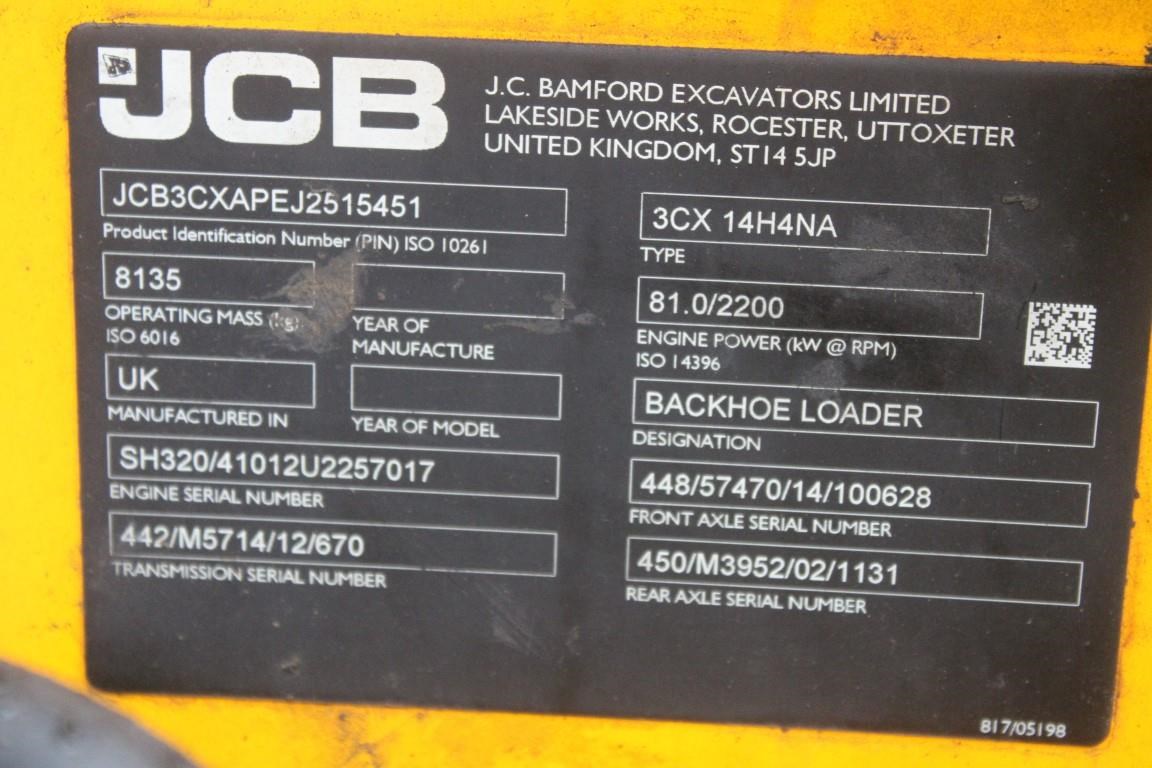 JCB
J.C. BAMFORD EXCAVATORS LIMITED
LAKESIDE WORKS, ROCESTER, UTTOXETER
UNITED KINGDOM, ST14 5JP
JCB3CXAPEJ2515451
Product Identification Number (PIN) ISO 10261
8135
OPERATING MASS (kg)
ISO 6016
YEAR OF
MANUFACTURE
UK
MANUFACTURED IN
YEAR OF MODEL
SH320/41012U2257017
ENGINE SERIAL NUMBER
442/M5714/12/670
TRANSMISSION SERIAL NUMBER
3CX 14H4NA
TYPE
81.0/2200
ENGINE POWER (kW @ RPM)
ISO 14396
BACKHOE LOADER
DESIGNATION
448/57470/14/100628
FRONT AXLE SERIAL NUMBER
450/M3952/02/1131
REAR AXLE SERIAL NUMBER
817/05198